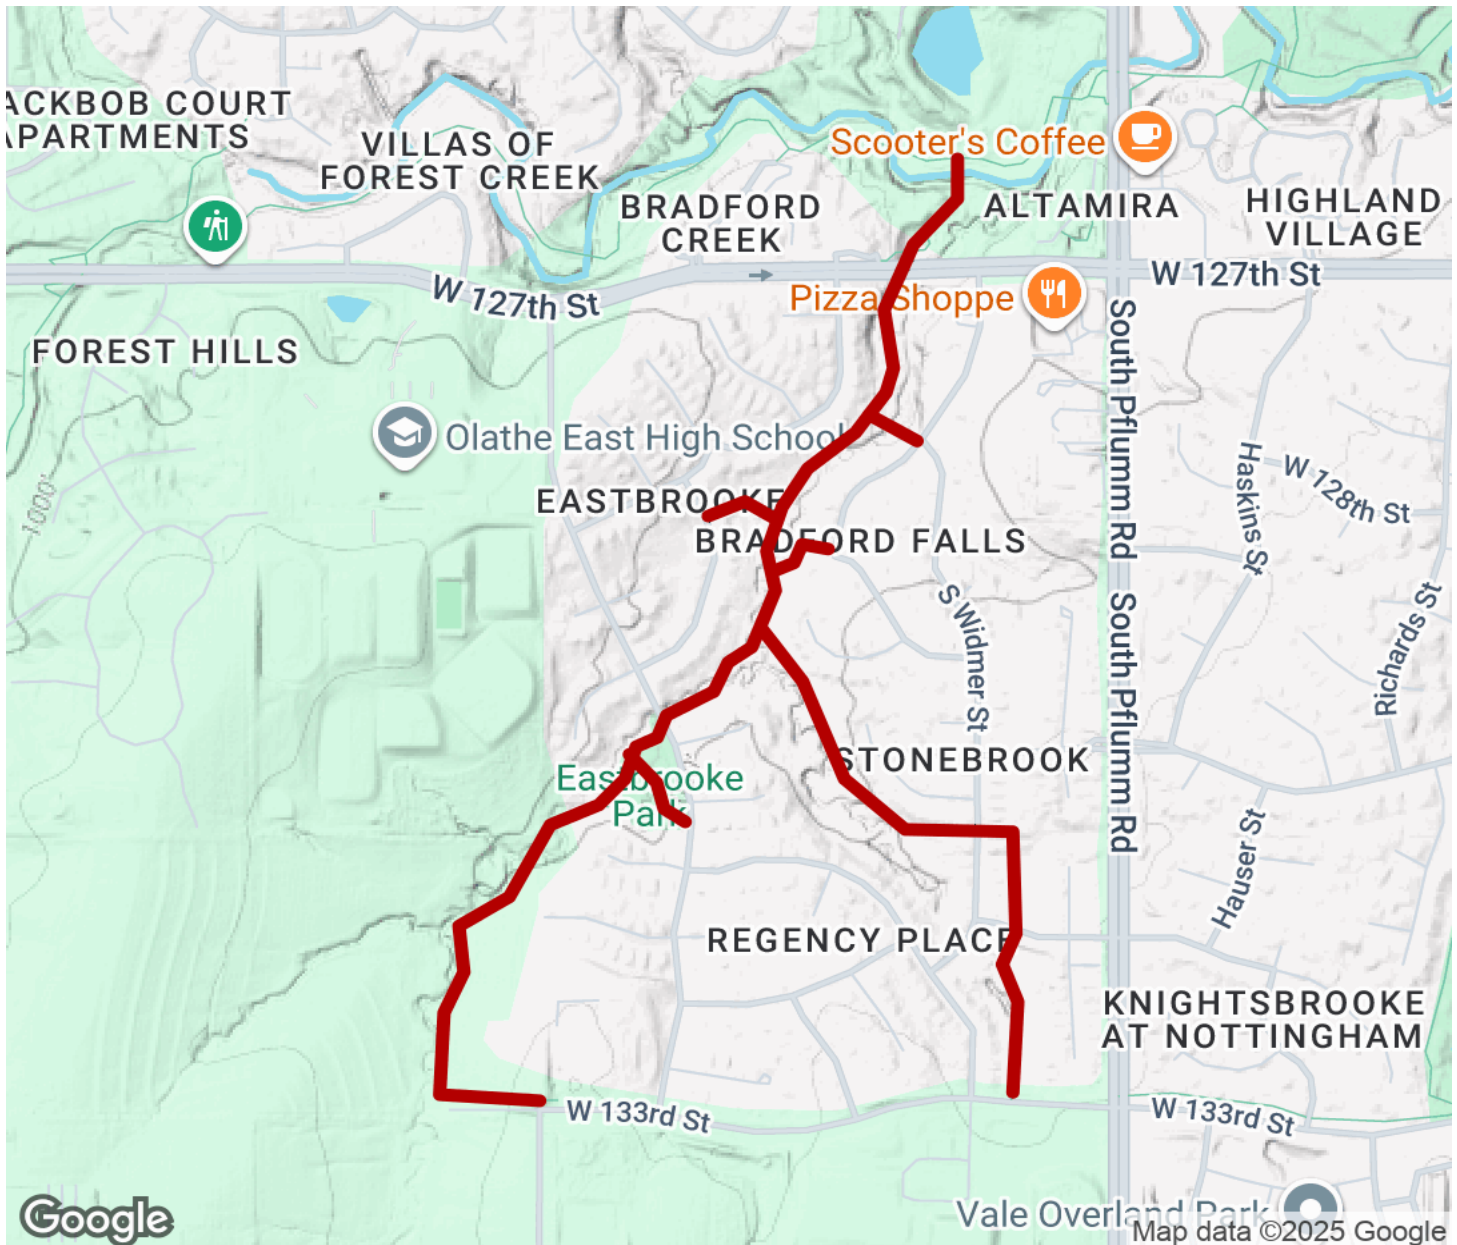 ACKBOB COURT
APARTMENTS
VILLAS OF
FOREST CREEK
Scooter's Coffee
BRADFORD
CREEK
ALTAMIRA
HIGHLAND
VILLAGE
W 127th St
W 127th St
Pizza Shoppe
FOREST HILLS
South Pflumm Rd
Olathe East High School
Haskins St
W 128th St
1000'
EASTBROOKE
BRADFORD FALLS
S Widmer St
South Pflumm Rd
Richards St
STONEBROOK
Eastbrooke
Park
Hauser St
REGENCY PLACE
KNIGHTSBROOKE
AT NOTTINGHAM
W 133rd St
W 133rd St
Vale Overland Park
Google
Map data ©2025 Google